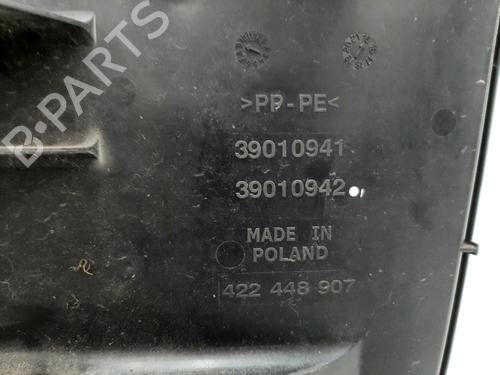 B-PARTS
>PP-PE<
39010941
39010942
MADE IN
POLAND
422 448 907